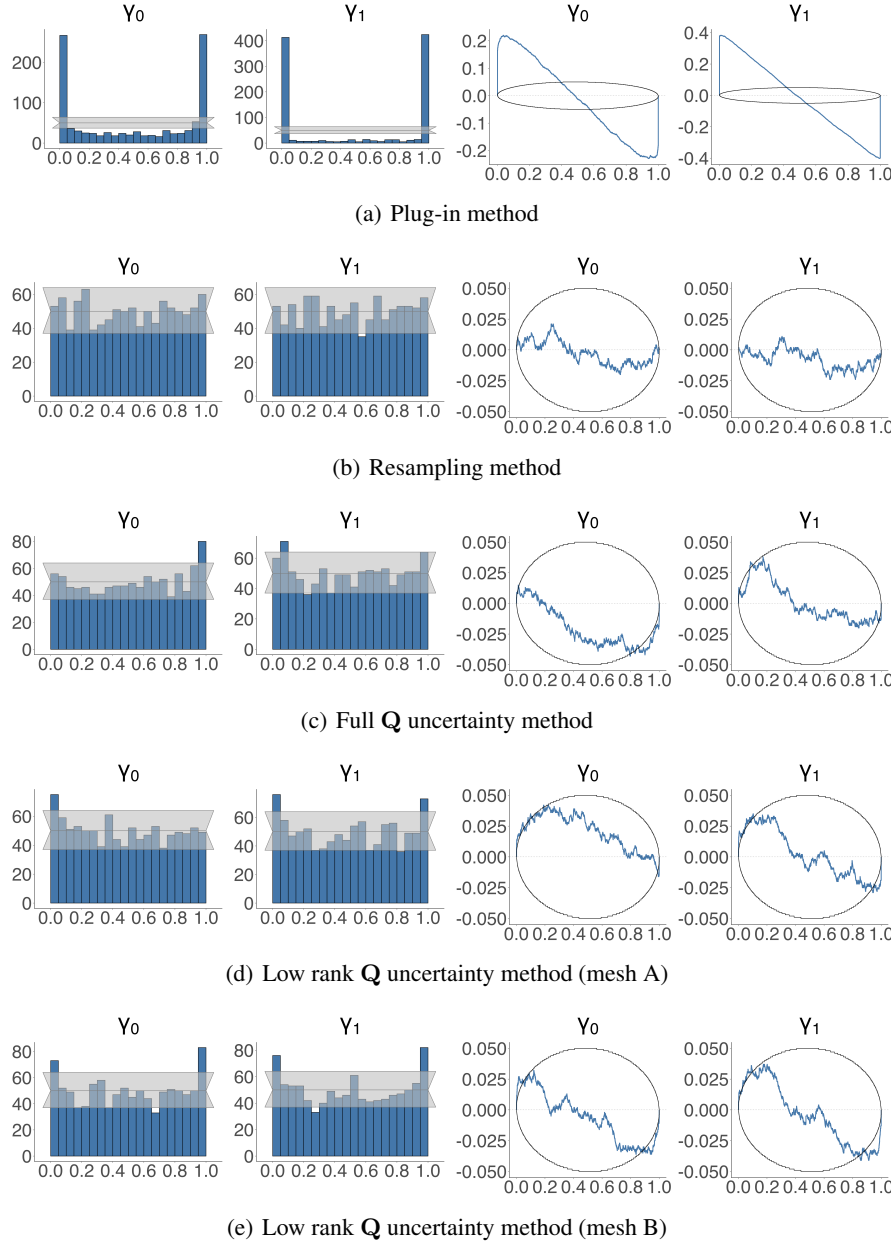 γ₀ γ₁ γ₀ γ₁
200 100 0
0.0 0.2 0.4 0.6 0.8 1.0
400 300 200 100 0
0.0 0.2 0.4 0.6 0.8 1.0
0.2 0.1 0.0 -0.1 -0.2
0.0 0.2 0.4 0.6 0.8 1.0
0.4 0.2 0.0 -0.2 -0.4
0.0 0.2 0.4 0.6 0.8 1.0
(a) Plug-in method
γ₀ γ₁ γ₀ γ₁
60 40 20 0
0.0 0.2 0.4 0.6 0.8 1.0
60 40 20 0
0.0 0.2 0.4 0.6 0.8 1.0
0.050 0.025 0.000 -0.025 -0.050
0.0 0.2 0.4 0.6 0.8 1.0
0.050 0.025 0.000 -0.025 -0.050
0.0 0.2 0.4 0.6 0.8 1.0
(b) Resampling method
γ₀ γ₁ γ₀ γ₁
80 60 40 20 0
0.0 0.2 0.4 0.6 0.8 1.0
60 40 20 0
0.0 0.2 0.4 0.6 0.8 1.0
0.050 0.025 0.000 -0.025 -0.050
0.0 0.2 0.4 0.6 0.8 1.0
0.050 0.025 0.000 -0.025 -0.050
0.0 0.2 0.4 0.6 0.8 1.0
(c) Full Q uncertainty method
γ₀ γ₁ γ₀ γ₁
60 40 20 0
0.0 0.2 0.4 0.6 0.8 1.0
60 40 20 0
0.0 0.2 0.4 0.6 0.8 1.0
0.050 0.025 0.000 -0.025 -0.050
0.0 0.2 0.4 0.6 0.8 1.0
0.050 0.025 0.000 -0.025 -0.050
0.0 0.2 0.4 0.6 0.8 1.0
(d) Low rank Q uncertainty method (mesh A)
γ₀ γ₁ γ₀ γ₁
80 60 40 20 0
0.0 0.2 0.4 0.6 0.8 1.0
80 60 40 20 0
0.0 0.2 0.4 0.6 0.8 1.0
0.050 0.025 0.000 -0.025 -0.050
0.0 0.2 0.4 0.6 0.8 1.0
0.050 0.025 0.000 -0.025 -0.050
0.0 0.2 0.4 0.6 0.8 1.0
(e) Low rank Q uncertainty method (mesh B)